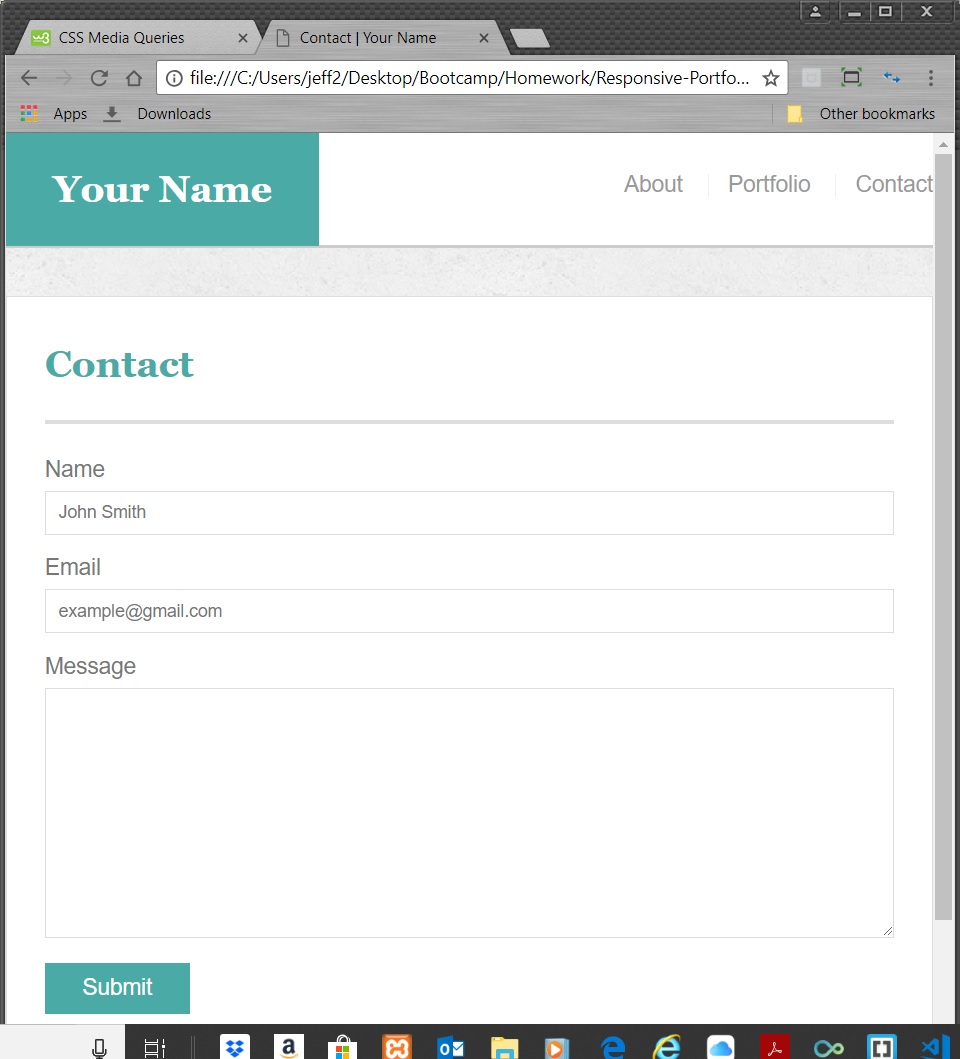 CSS Media Queries
Contact | Your Name
file:///C:/Users/jeff2/Desktop/Bootcamp/Homework/Responsive-Portfo...
Apps
Downloads
Other bookmarks
Your Name
About
Portfolio
Contact
Contact
Name
John Smith
Email
example@gmail.com
Message
Submit